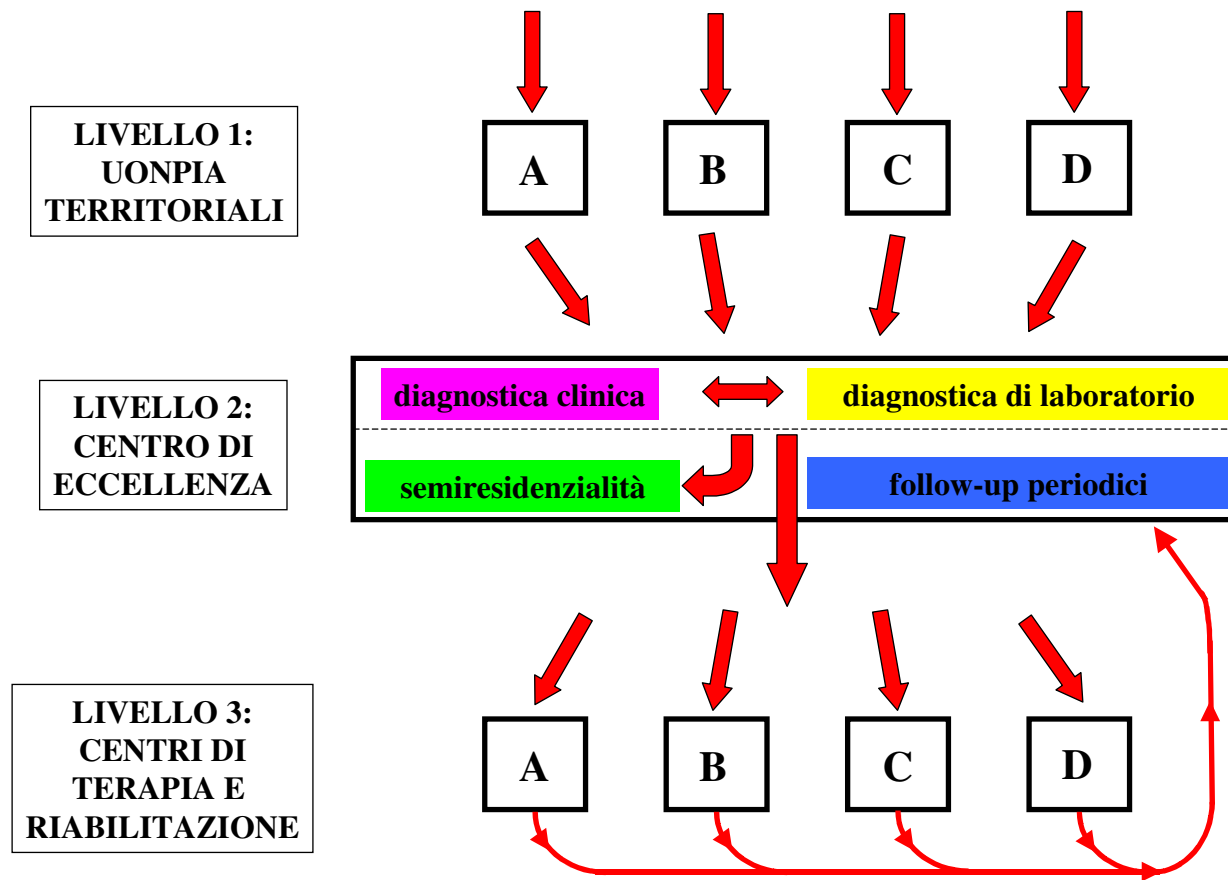 LIVELLO 1:
UONPIA
TERRITORIALI
A
B
C
D
LIVELLO 2:
CENTRO DI
ECCELLENZA
diagnostica clinica
diagnostica di laboratorio
semiresidenzialità
follow-up periodici
LIVELLO 3:
CENTRI DI
TERAPIA E
RIABILITAZIONE
A
B
C
D